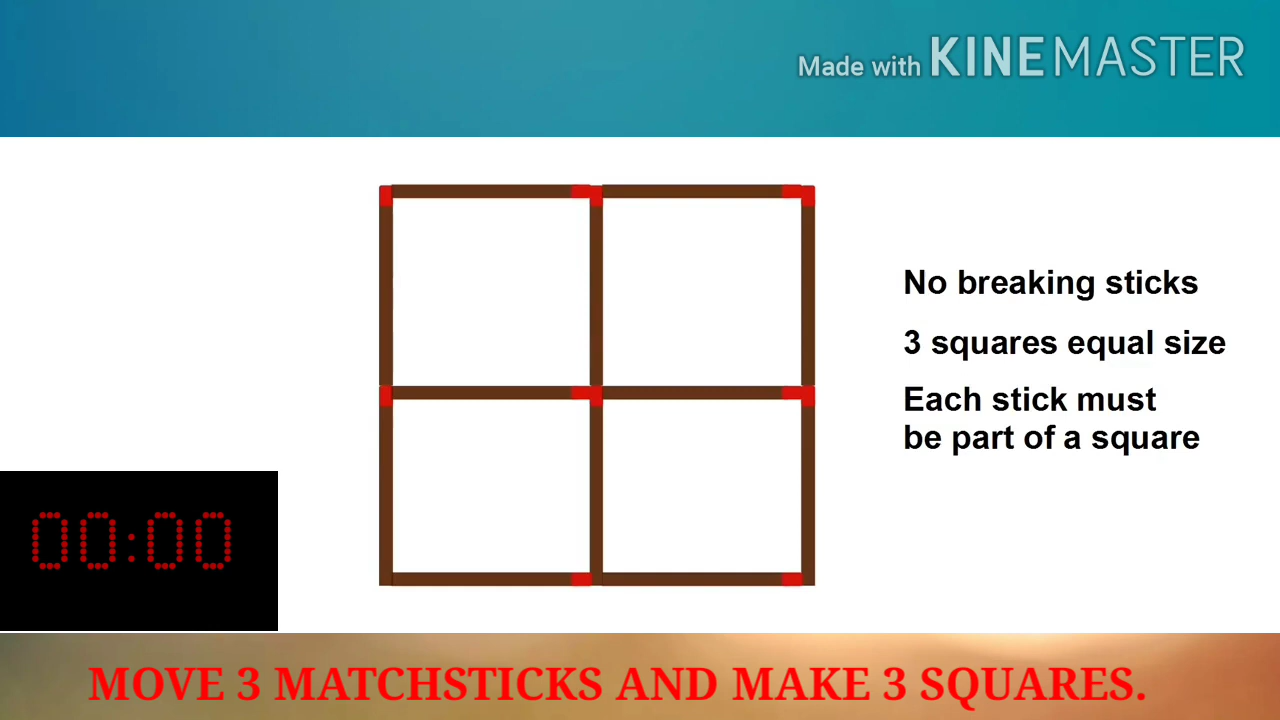 Made with KINEMASTER
No breaking sticks
3 squares equal size
Each stick must
be part of a square
00:00
MOVE 3 MATCHSTICKS AND MAKE 3 SQUARES.